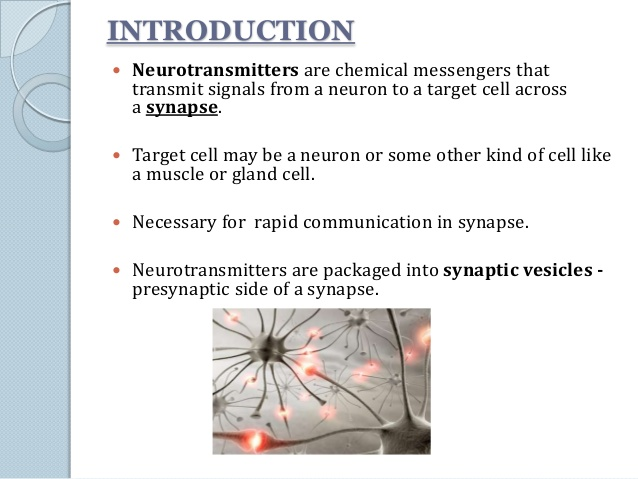 INTRODUCTION
Neurotransmitters are chemical messengers that
transmit signals from a neuron to a target cell across
a synapse.
Target cell may be a neuron or some other kind of cell like
a muscle or gland cell.
Necessary for rapid communication in synapse.
Neurotransmitters are packaged into synaptic vesicles -
presynaptic side of a synapse.